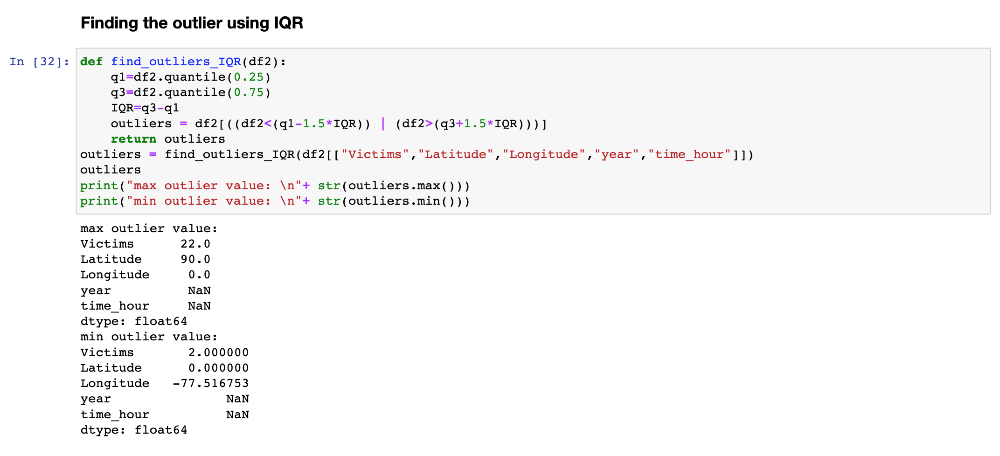 Finding the outlier using IQR
In [32]: def find_outliers_IQR(df2):
    q1=df2.quantile(0.25)
    q3=df2.quantile(0.75)
    IQR=q3-q1
    outliers = df2[((df2<(q1-1.5*IQR)) | (df2>(q3+1.5*IQR)))]
    return outliers
outliers = find_outliers_IQR(df2[["Victims","Latitude","Longitude","year","time_hour"]])
outliers
print("max outlier value: \n"+ str(outliers.max()))
print("min outlier value: \n"+ str(outliers.min()))
max outlier value:
Victims      22.0
Latitude     90.0
Longitude     0.0
year          NaN
time_hour     NaN
dtype: float64
min outlier value:
Victims       2.000000
Latitude      0.000000
Longitude   -77.516753
year               NaN
time_hour          NaN
dtype: float64